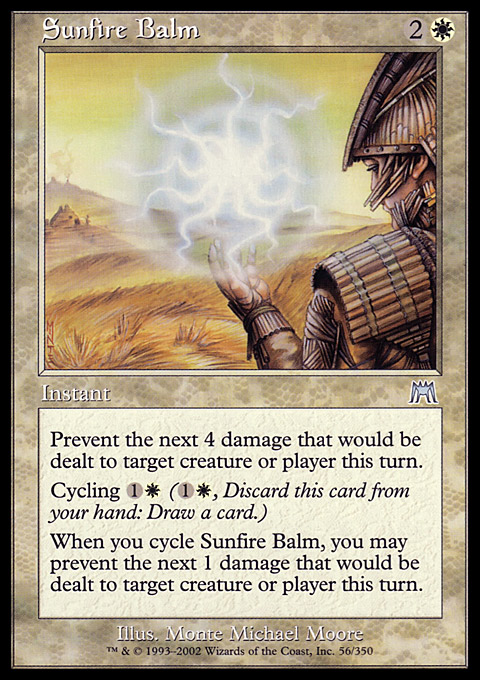 Sunfire Balm 2
Instant
Prevent the next 4 damage that would be
dealt to target creature or player this turn.
Cycling 1 (1, Discard this card from
your hand: Draw a card.)
When you cycle Sunfire Balm, you may
prevent the next 1 damage that would be
dealt to target creature or player this turn.
Illus. Monte Michael Moore
™ & © 1993–2002 Wizards of the Coast, Inc. 56/350